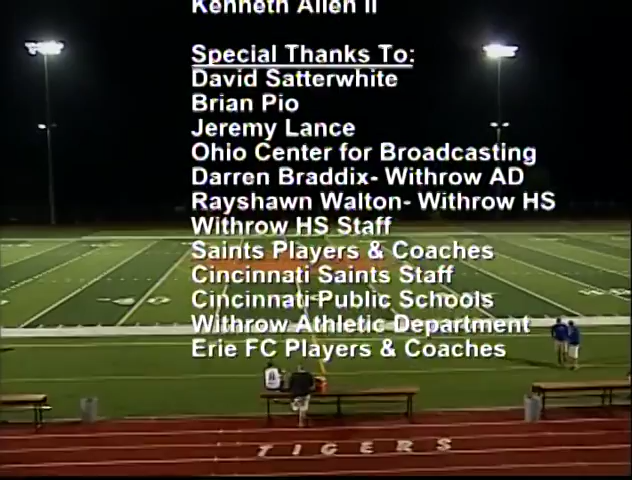 Kenneth Allen II
Special Thanks To:
David Satterwhite
Brian Pio
Jeremy Lance
Ohio Center for Broadcasting
Darren Braddix- Withrow AD
Rayshawn Walton- Withrow HS
Withrow HS Staff
Saints Players & Coaches
Cincinnati Saints Staff
Cincinnati Public Schools
Withrow Athletic Department
Erie FC Players & Coaches
TIGERS